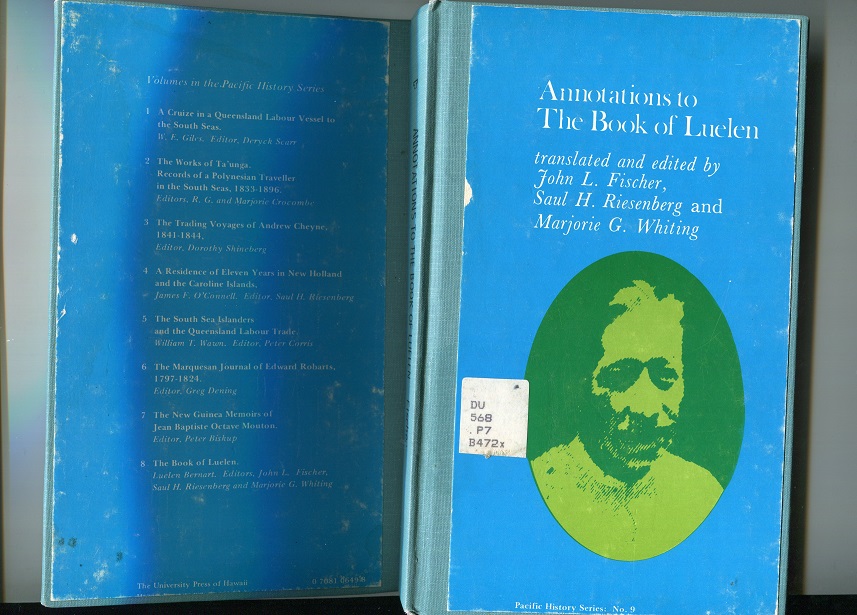 Volumes in the Pacific History Series
1 A Cruize in a Queensland Labour Vessel to
the South Seas.
W. E. Giles. Editor, Deryck Scarr
2 The Works of Ta'unga.
Records of a Polynesian Traveller
in the South Seas, 1833-1896.
Editors, R. G. and Marjorie Crocombe
3 The Trading Voyages of Andrew Cheyne,
1841-1844.
Editor, Dorothy Shineberg
4 A Residence of Eleven Years in New Holland
and the Caroline Islands.
James F. O'Connell. Editor, Saul H. Riesenberg
5 The South Sea Islanders
and the Queensland Labour Trade.
William T. Wawn. Editor, Peter Corris
6 The Marquesan Journal of Edward Robarts,
1797-1824.
Editor, Greg Dening
7 The New Guinea Memoirs of
Jean Baptiste Octave Mouton.
Editor, Peter Biskup
8 The Book of Luelen.
Luelen Bernart. Editors, John L. Fischer,
Saul H. Riesenberg and Marjorie G. Whiting
The University Press of Hawaii
ANNOTATIONS TO THE BOOK OF LUELEN
Annotations to
The Book of Luelen
translated and edited by
John L. Fischer,
Saul H. Riesenberg and
Marjorie G. Whiting
DU
568
.P7
B472x
Pacific History Series: No. 9